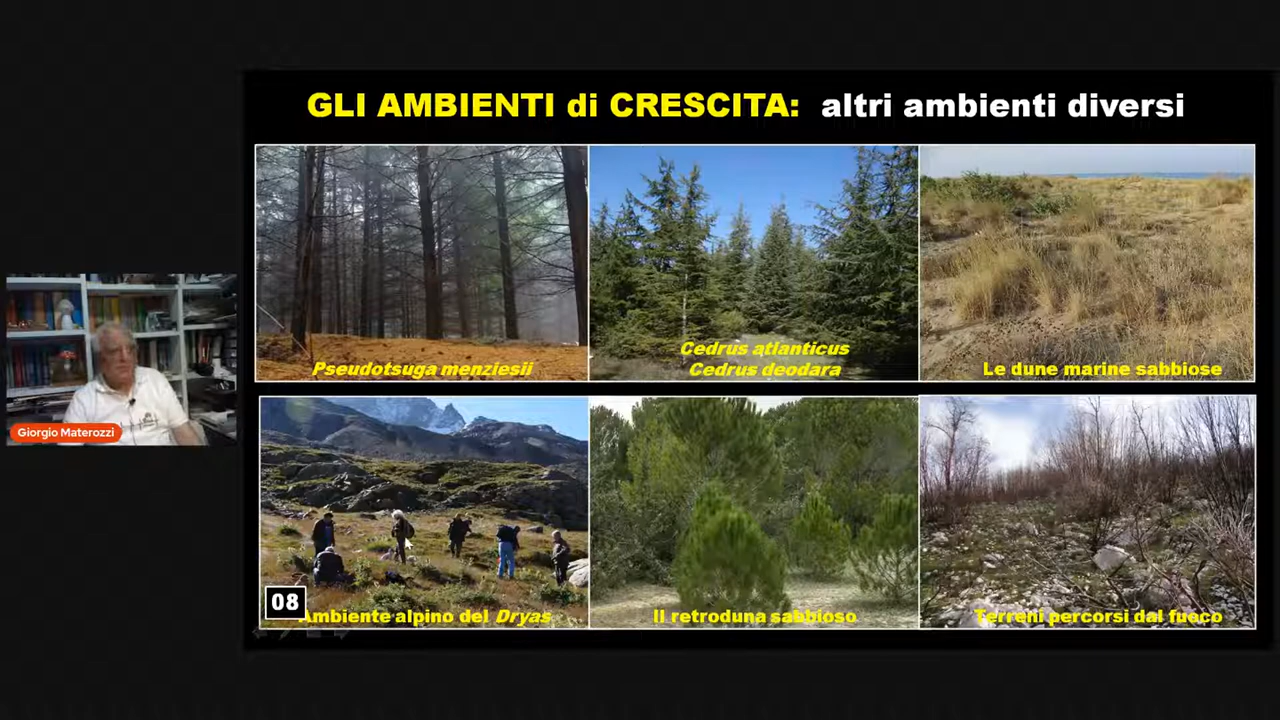 GLI AMBIENTI di CRESCITA: altri ambienti diversi
Pseudotsuga menziesii
Cedrus atlanticus
Cedrus deodara
Le dune marine sabbiose
Giorgio Materozzi
08
Ambiente alpino del Dryas
Il retroduna sabbioso
Terreni percorsi dal fuoco